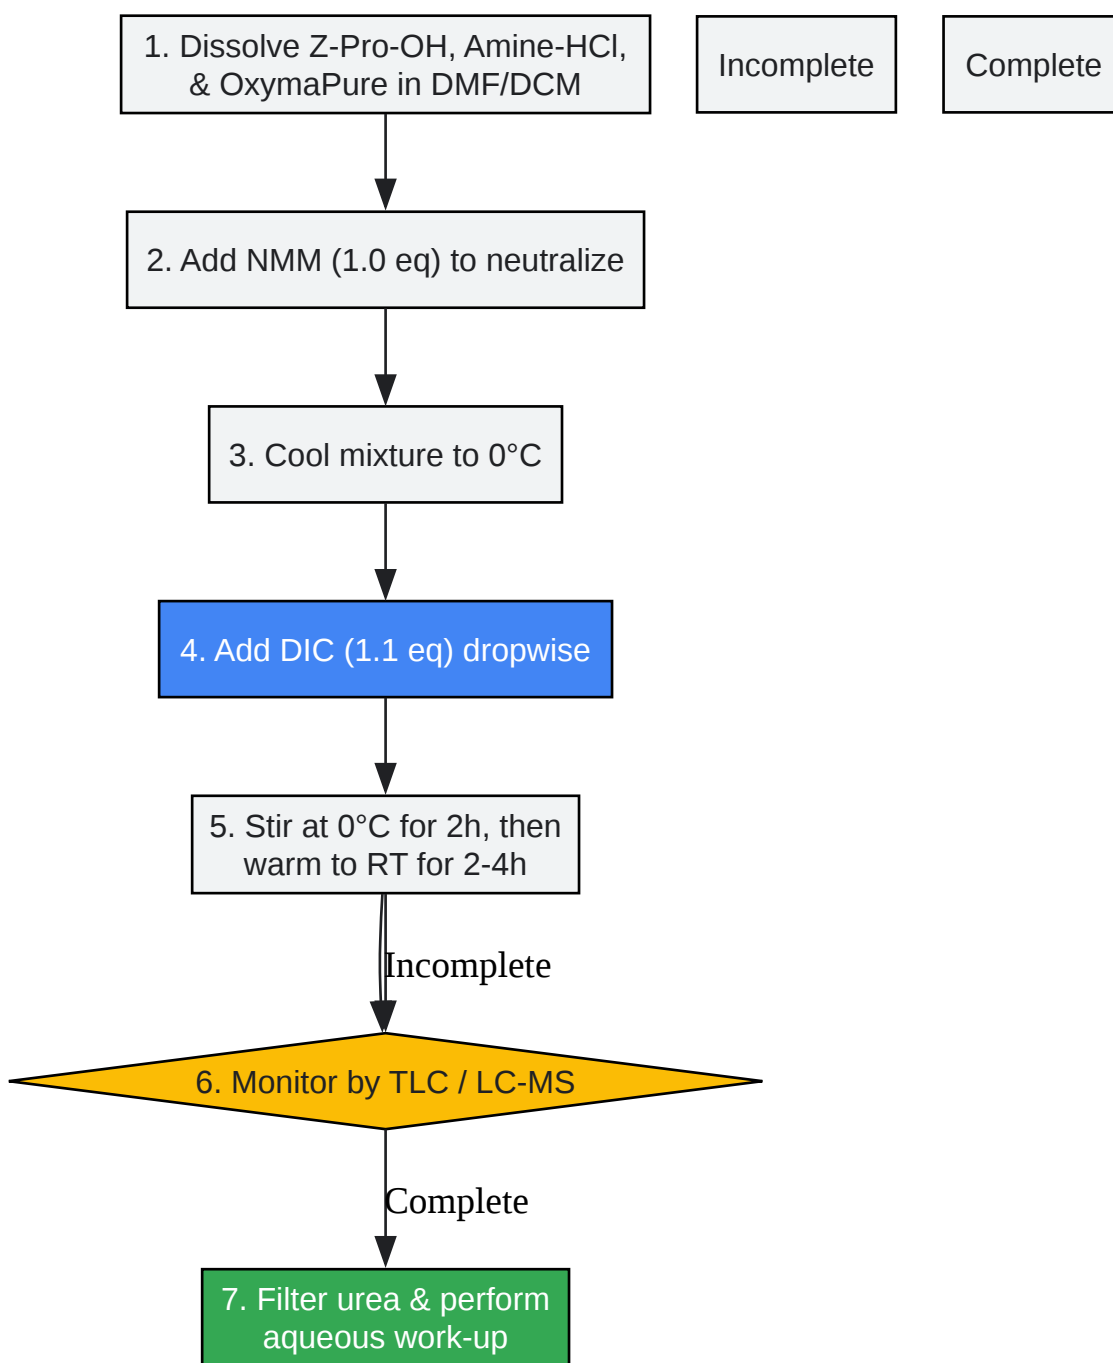 1. Dissolve Z-Pro-OH, Amine-HCl,
& OxymaPure in DMF/DCM
Incomplete
Complete
2. Add NMM (1.0 eq) to neutralize
3. Cool mixture to 0°C
4. Add DIC (1.1 eq) dropwise
5. Stir at 0°C for 2h, then
warm to RT for 2-4h
Incomplete
6. Monitor by TLC / LC-MS
Complete
7. Filter urea & perform
aqueous work-up